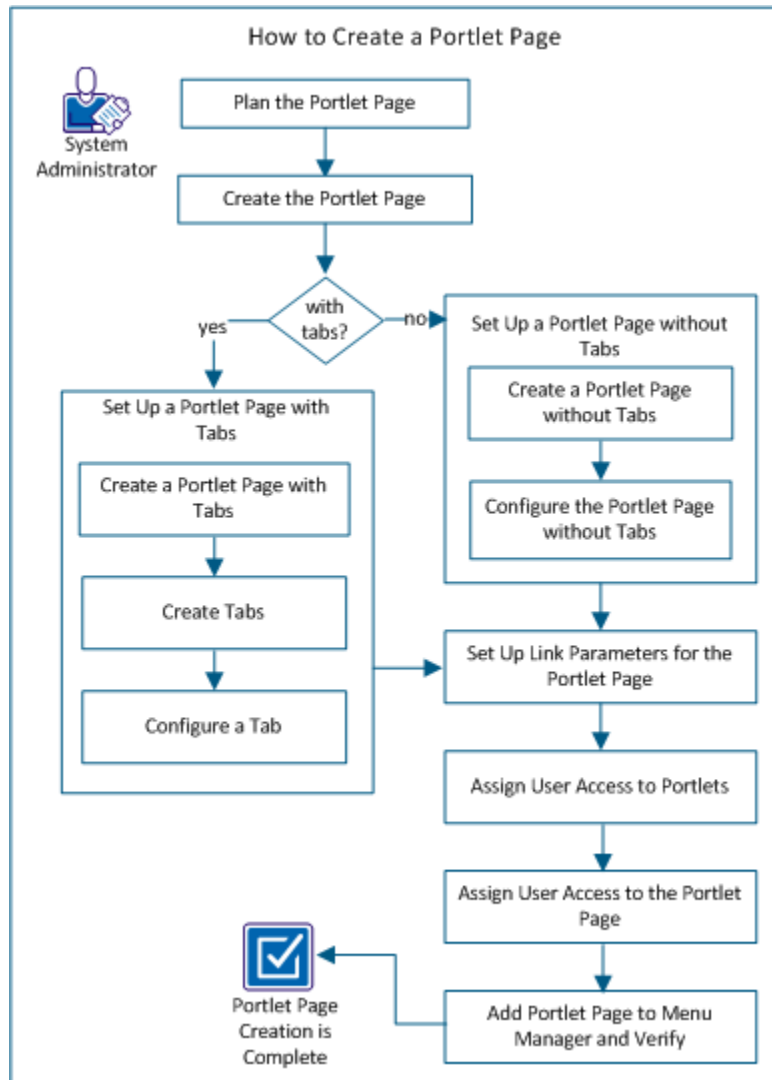 How to Create a Portlet Page
System
Administrator
Plan the Portlet Page
Create the Portlet Page
with
tabs?
yes
no
Set Up a Portlet Page with
Tabs
Create a Portlet Page with
Tabs
Create Tabs
Configure a Tab
Set Up a Portlet Page without
Tabs
Create a Portlet Page
without Tabs
Configure the Portlet Page
without Tabs
Set Up Link Parameters for the
Portlet Page
Assign User Access to Portlets
Assign User Access to the Portlet
Page
Add Portlet Page to Menu
Manager and Verify
Portlet Page
Creation is
Complete